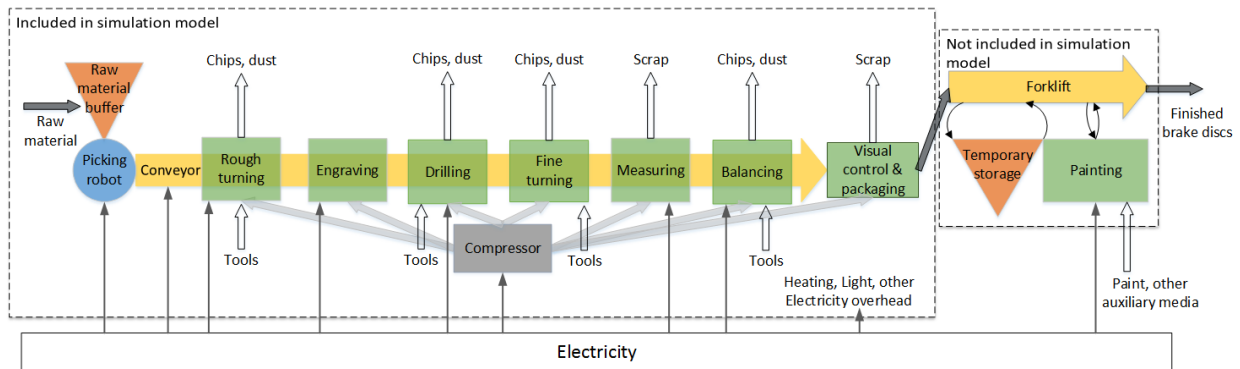 Included in simulation model
Not included in simulation
model
Chips, dust
Chips, dust
Chips, dust
Scrap
Chips, dust
Scrap
Raw
material
buffer
Raw
material
Forklift
Finished
brake discs
Picking
robot
Conveyor
Rough
turning
Engraving
Drilling
Fine
turning
Measuring
Balancing
Visual
control &
packaging
Temporary
storage
Painting
Compressor
Tools
Tools
Tools
Tools
Heating, Light, other
Electricity overhead
Paint, other
auxiliary media
Electricity